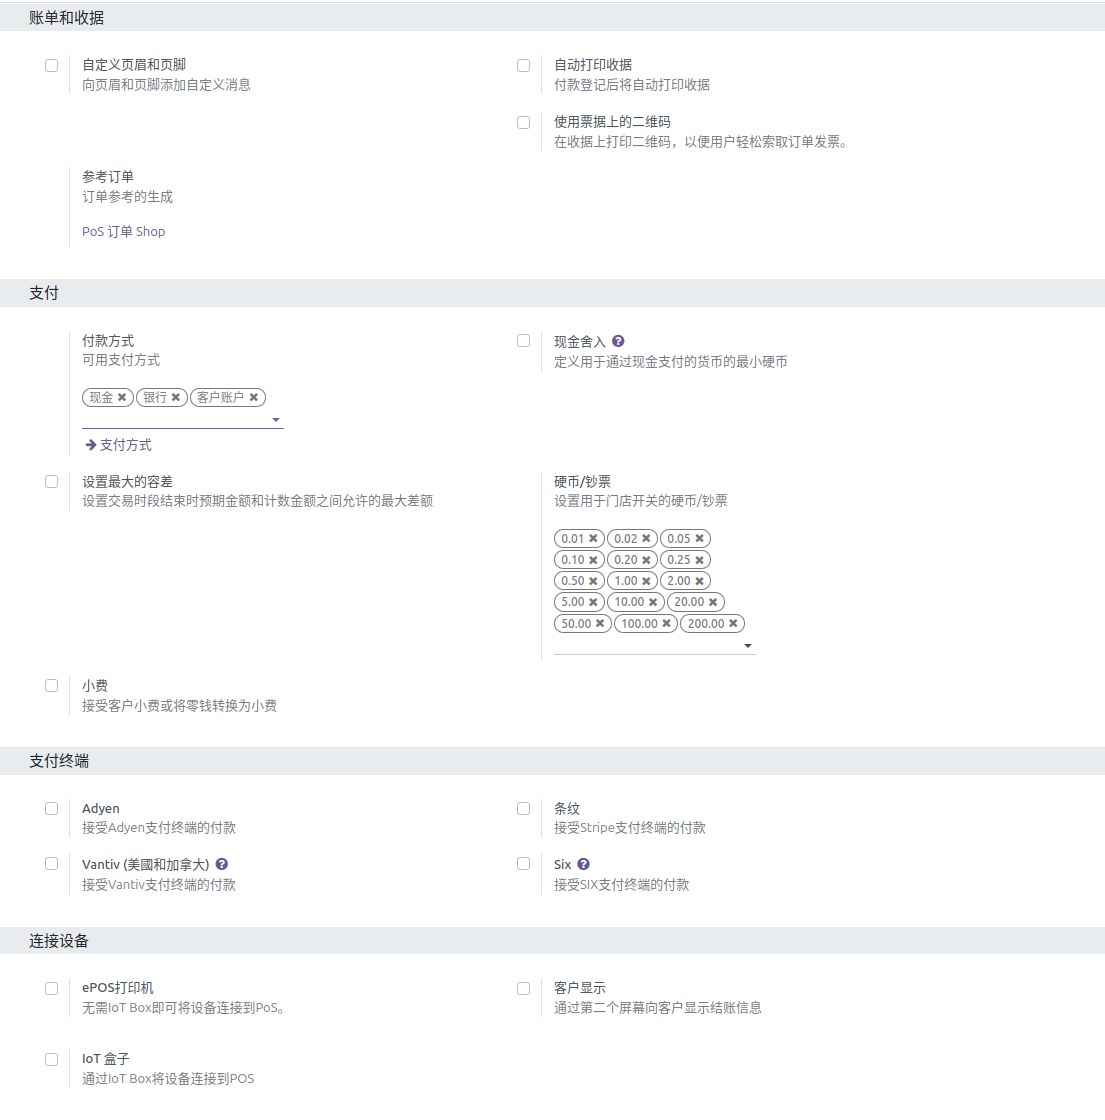 账单和收据
自定义页眉和页脚
向页眉和页脚添加自定义消息
自动打印收据
付款登记后将自动打印收据
使用票据上的二维码
在收据上打印二维码，以便用户轻松索取订单发票。
参考订单
订单参考的生成
PoS 订单 Shop
支付
付款方式
可用支付方式
现金 银行 客户账户
支付方式
现金舍入
定义用于通过现金支付的货币的最小硬币
设置最大的容差
设置交易时段结束时预期金额和计数金额之间允许的最大差额
硬币/钞票
设置用于门店开关的硬币/钞票
0.01 0.02 0.05
0.10 0.20 0.25
0.50 1.00 2.00
5.00 10.00 20.00
50.00 100.00 200.00
小费
接受客户小费或将零钱转换为小费
支付终端
Adyen
接受Adyen支付终端的付款
条纹
接受Stripe支付终端的付款
Vantiv (美國和加拿大)
接受Vantiv支付终端的付款
Six
接受SIX支付终端的付款
连接设备
ePOS打印机
无需IoT Box即可将设备连接到PoS。
客户显示
通过第二个屏幕向客户显示结账信息
IoT 盒子
通过IoT Box将设备连接到POS